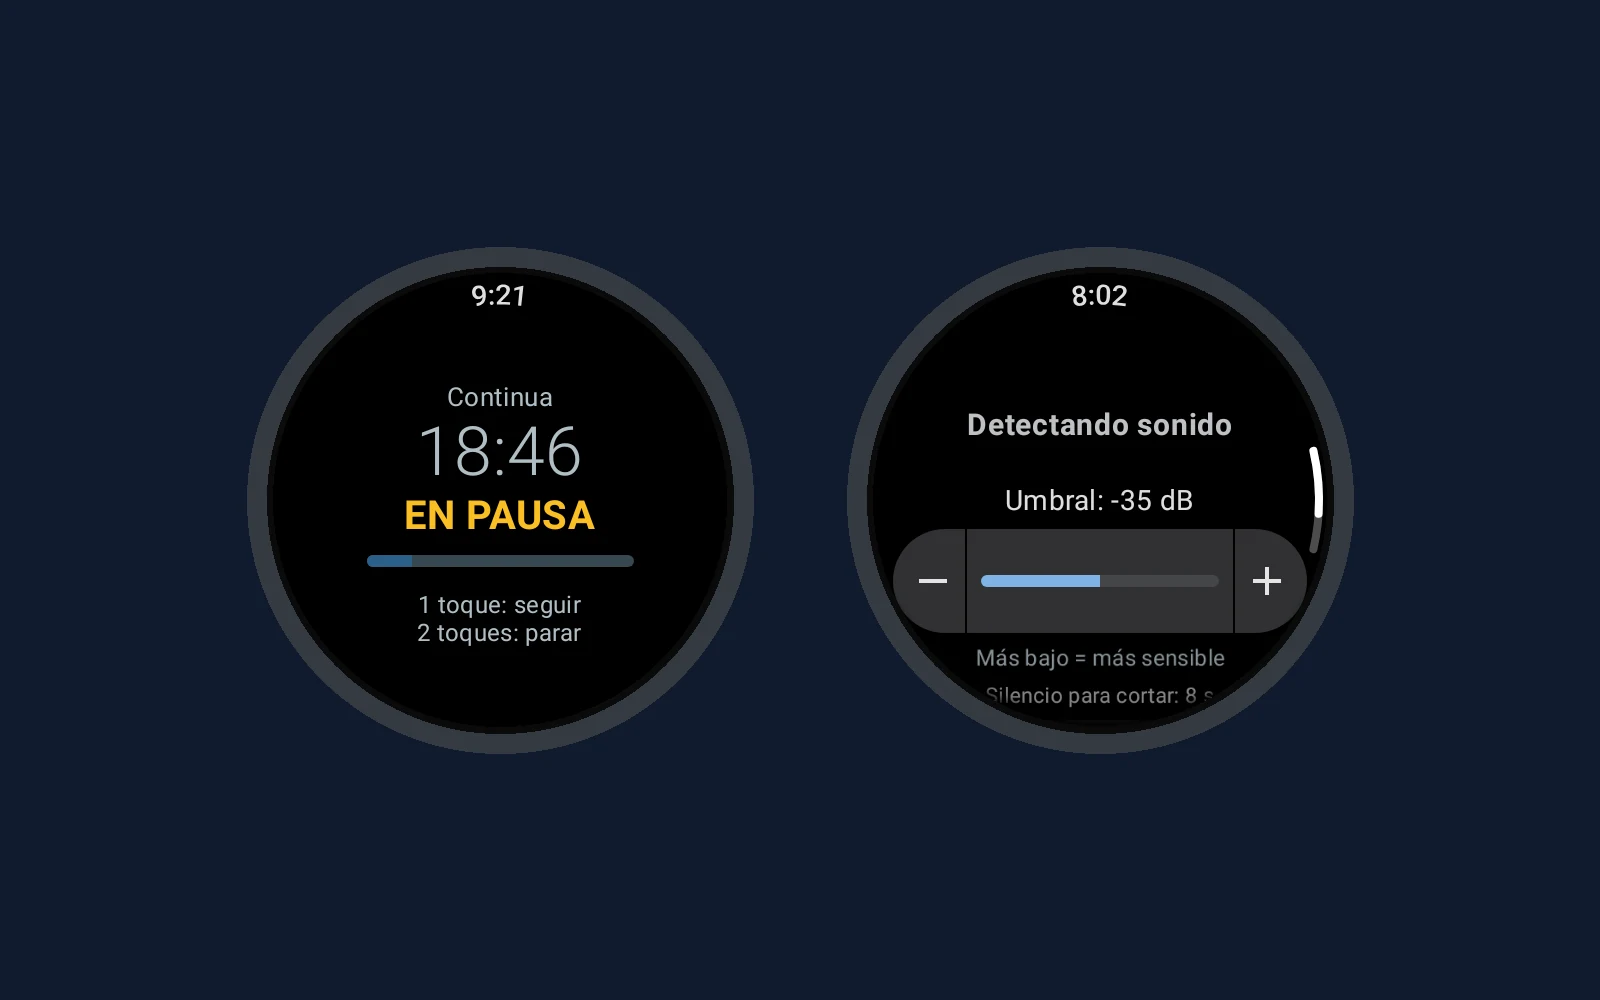 9:21
Continua
18:46
EN PAUSA
1 toque: seguir
2 toques: parar
8:02
Detectando sonido
Umbral: -35 dB
Más bajo = más sensible
Silencio para cortar: 8 s